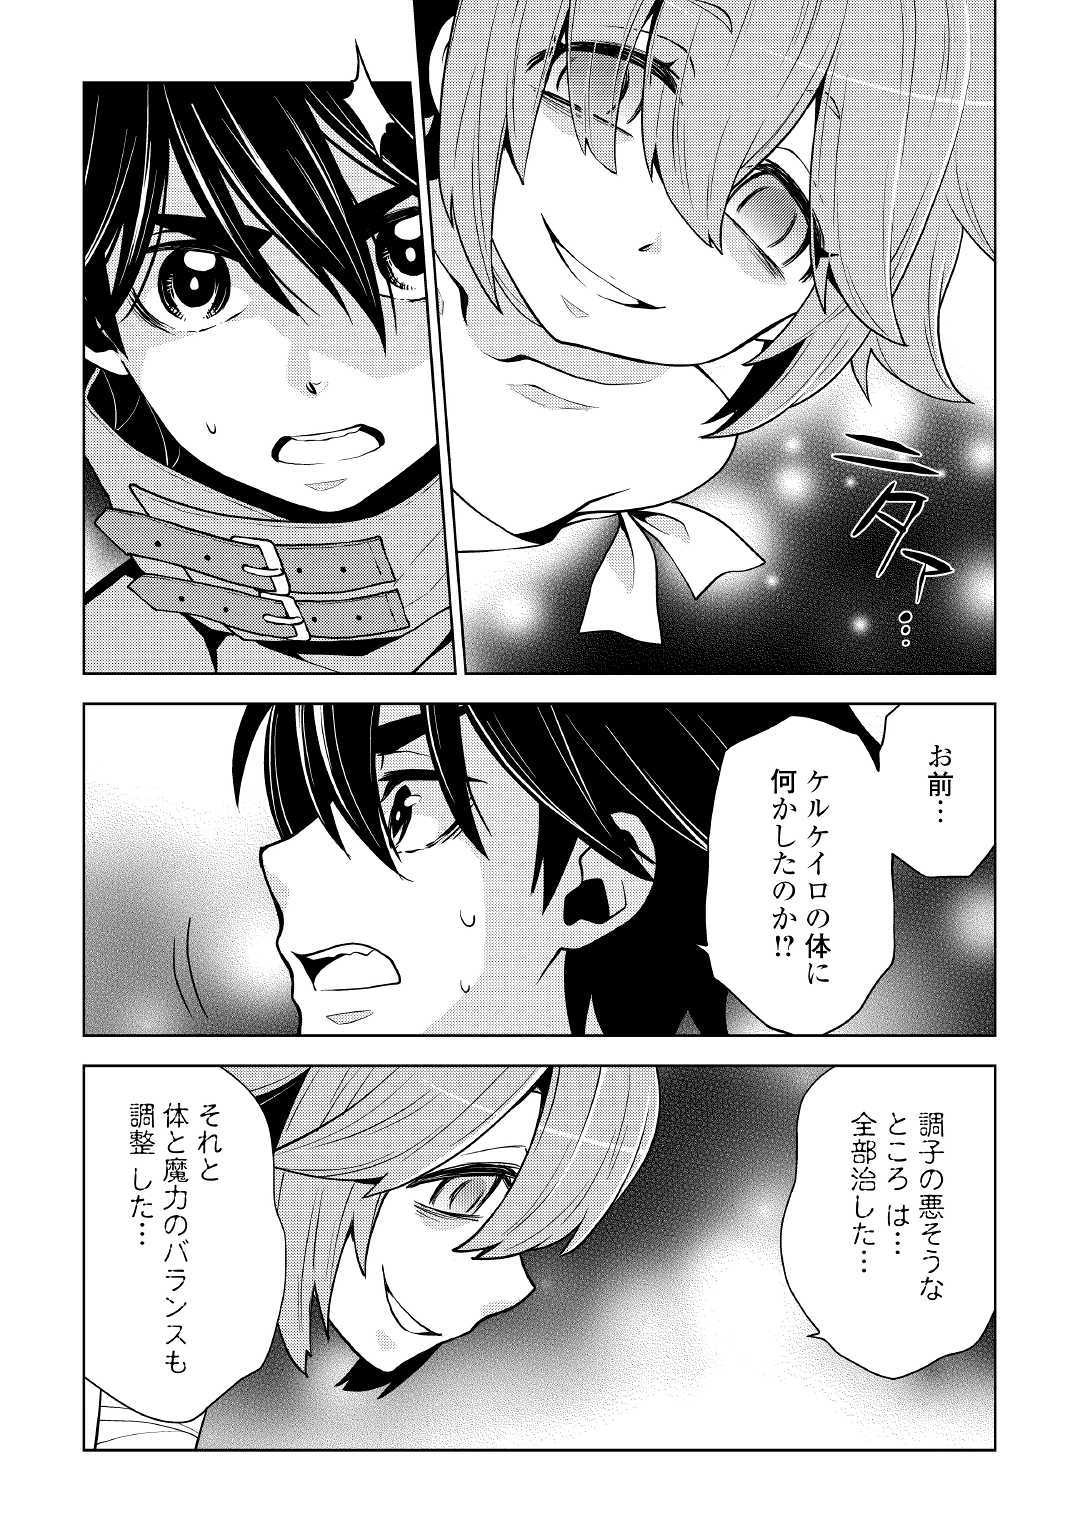 ニタァ…
お前…
ケルケイロの体に
何かしたのか!?
調子の悪そうな
ところは…
全部治した…
それと
体と魔力のバランスも
調整した…